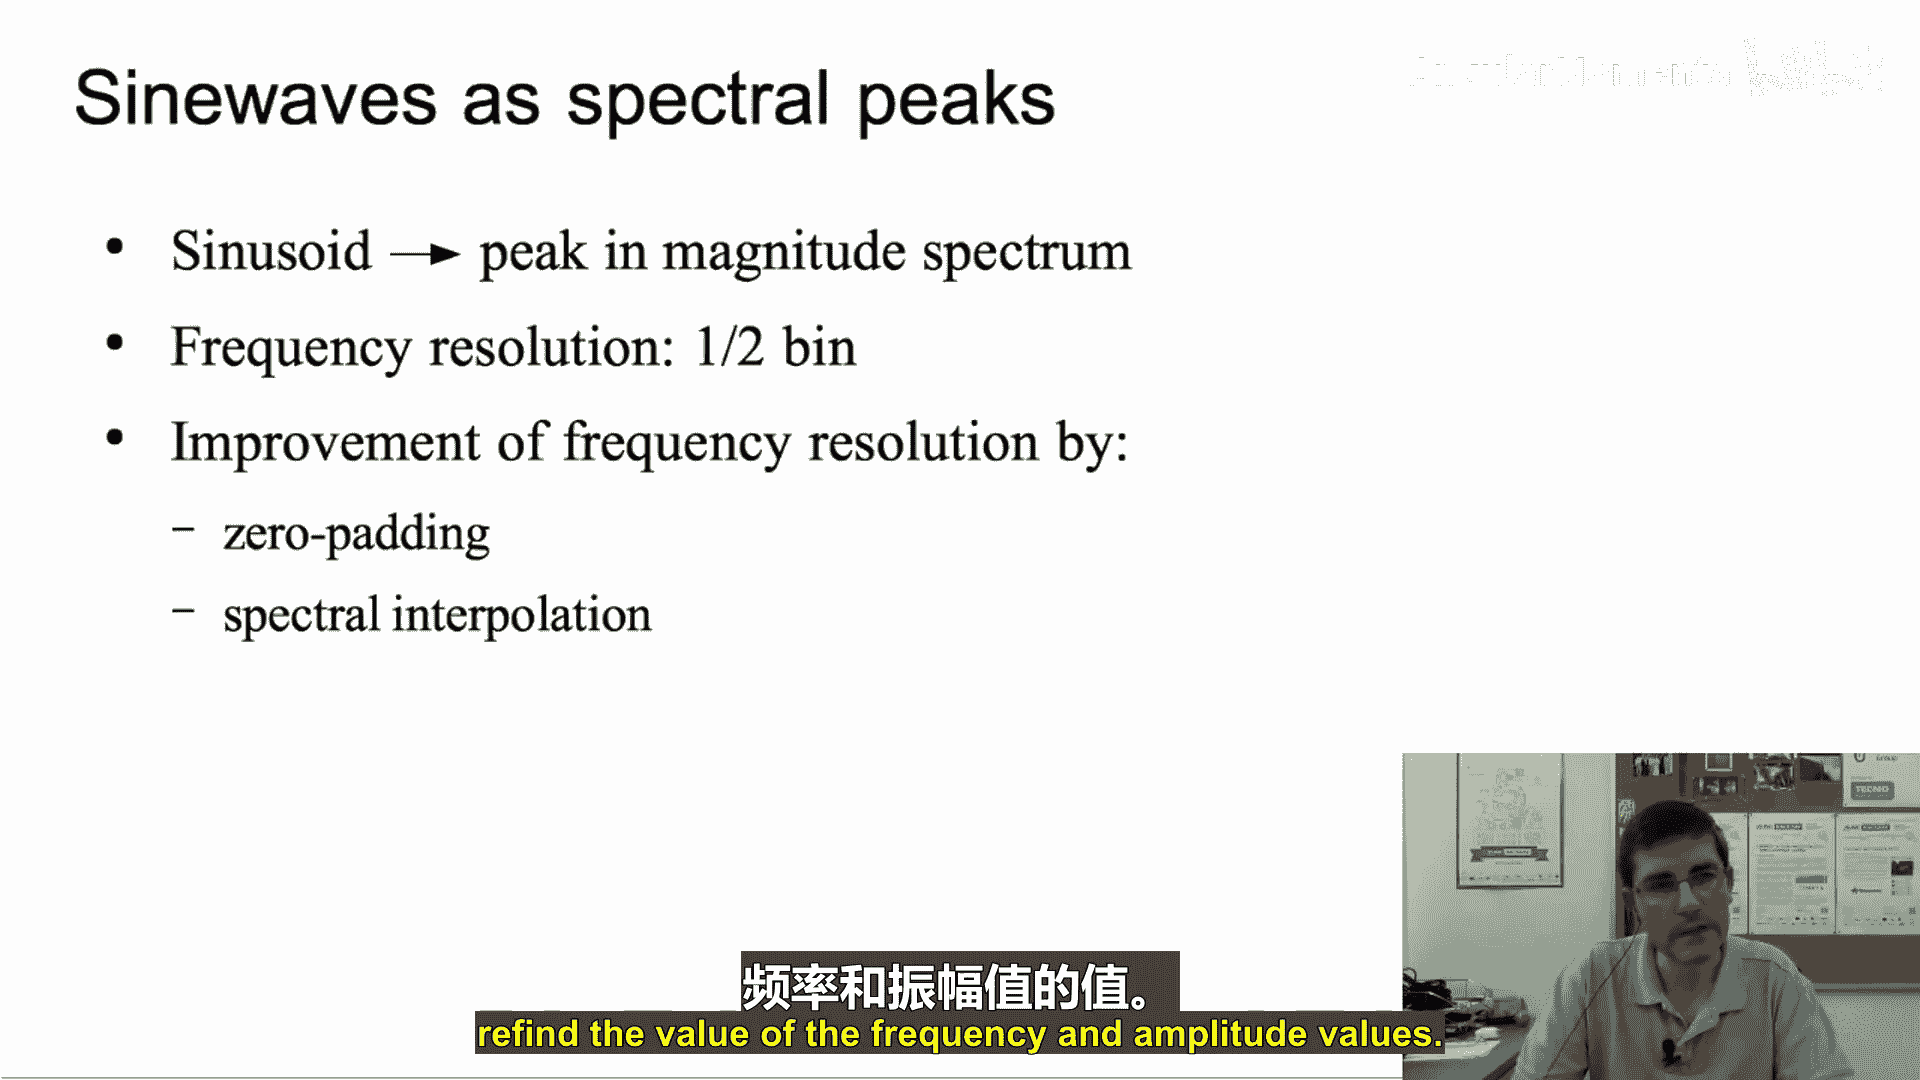 Sinewaves as spectral peaks
• Sinusoid → peak in magnitude spectrum
• Frequency resolution: 1/2 bin
• Improvement of frequency resolution by:
– zero-padding
– spectral interpolation
TECNO
频率和振幅值的值。
refind the value of the frequency and amplitude values.